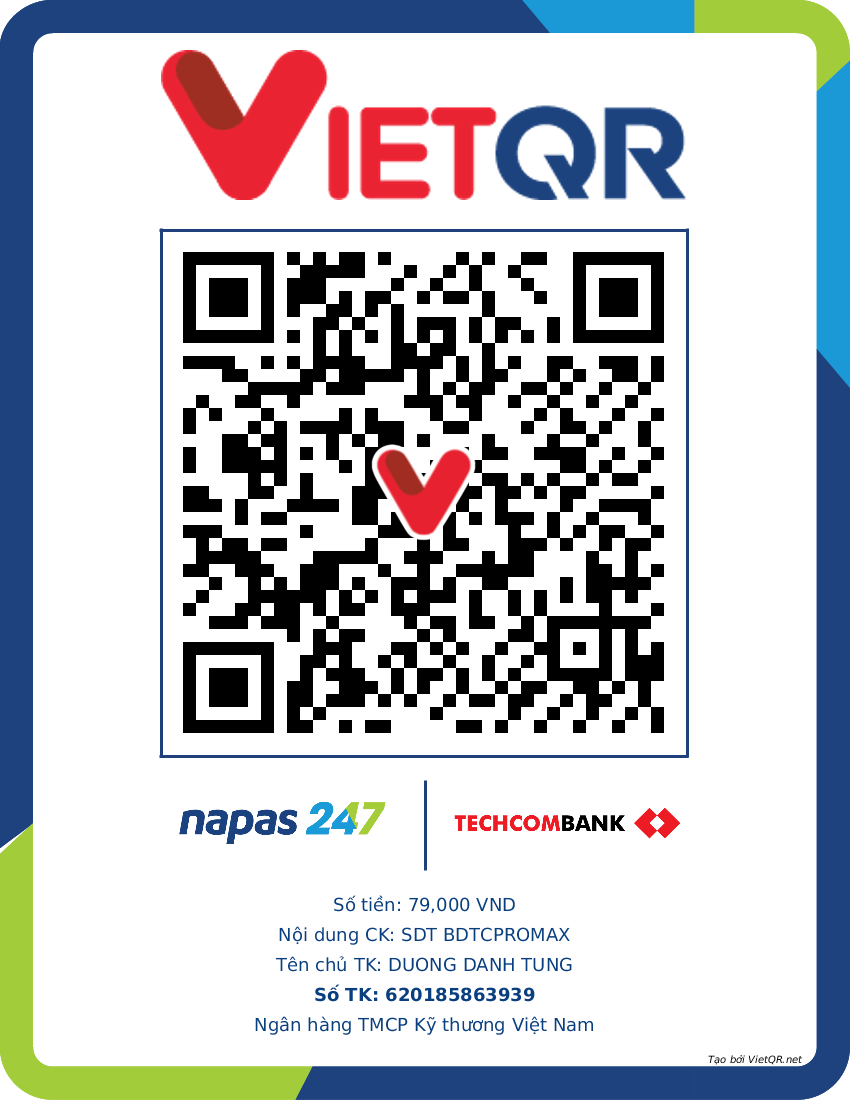 VIETQR
napas 247
TECHCOMBANK
Số tiền: 79,000 VND
Nội dung CK: SDT BDTCPROMAX
Tên chủ TK: DUONG DANH TUNG
Số TK: 620185863939
Ngân hàng TMCP Kỹ thương Việt Nam
Tạo bởi VietQR.net